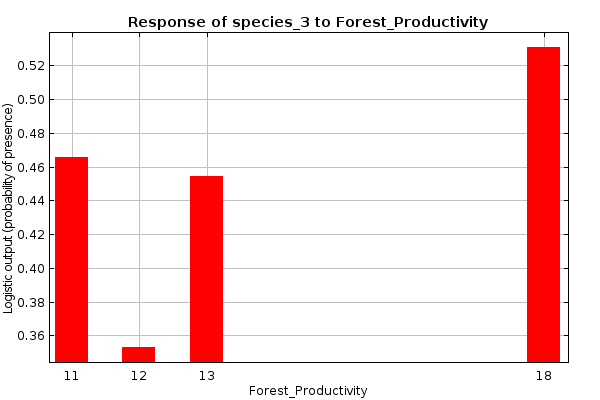 Response of species_3 to Forest_Productivity
Logistic output (probability of presence)
0.52
0.50
0.48
0.46
0.44
0.42
0.40
0.38
0.36
11 12 13 18
Forest_Productivity